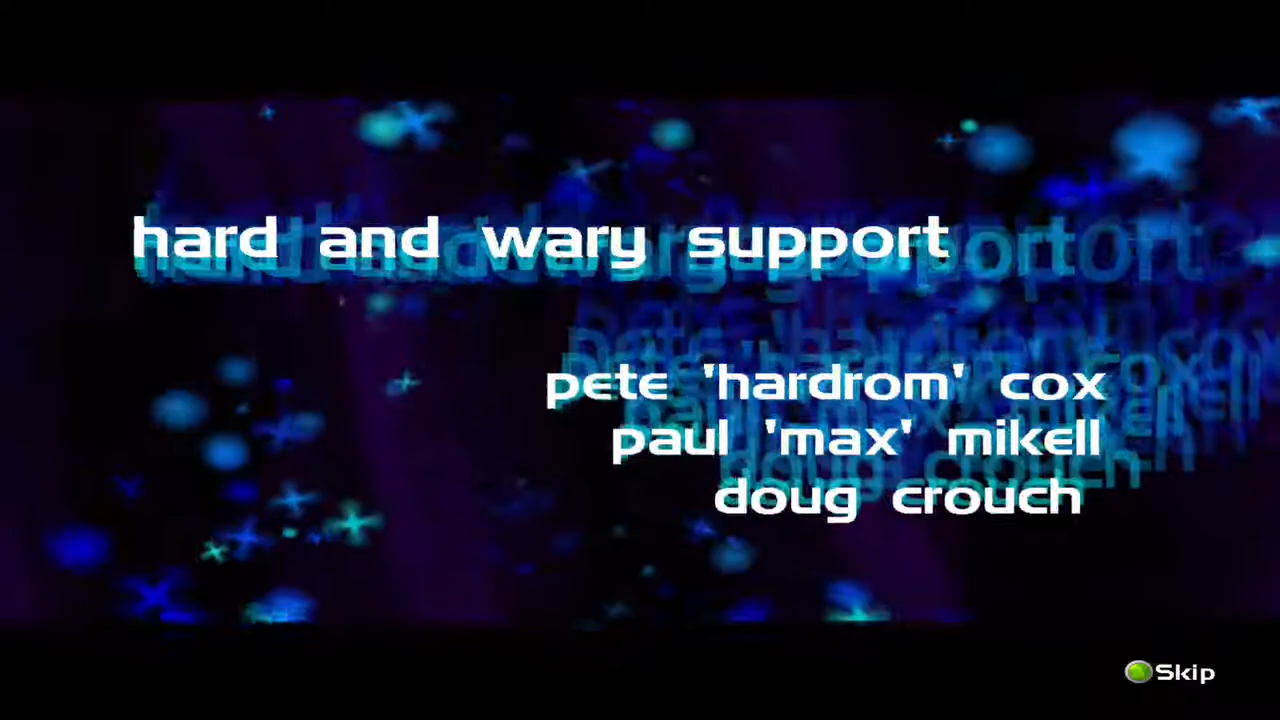 hard and wary support
pete 'hardrom' cox
paul 'max' mikell
doug crouch
Skip